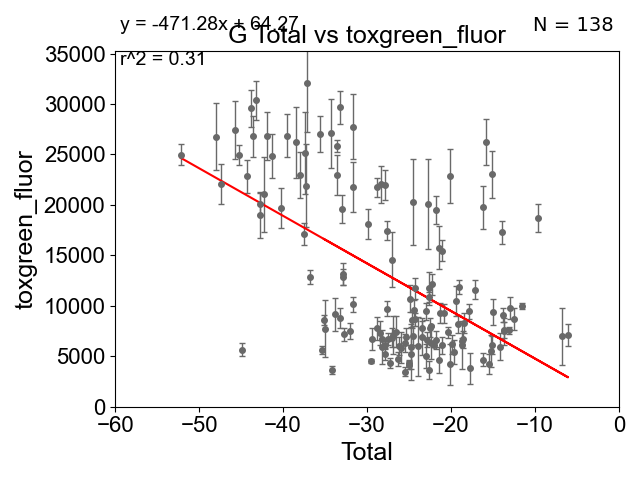 y = -471.28x + 64.27
N = 138
G Total vs toxgreen_fluor
r^2 = 0.31
35000
30000
25000
20000
15000
10000
5000
0
toxgreen_fluor
−60
−50
−40
−30
−20
−10
0
Total